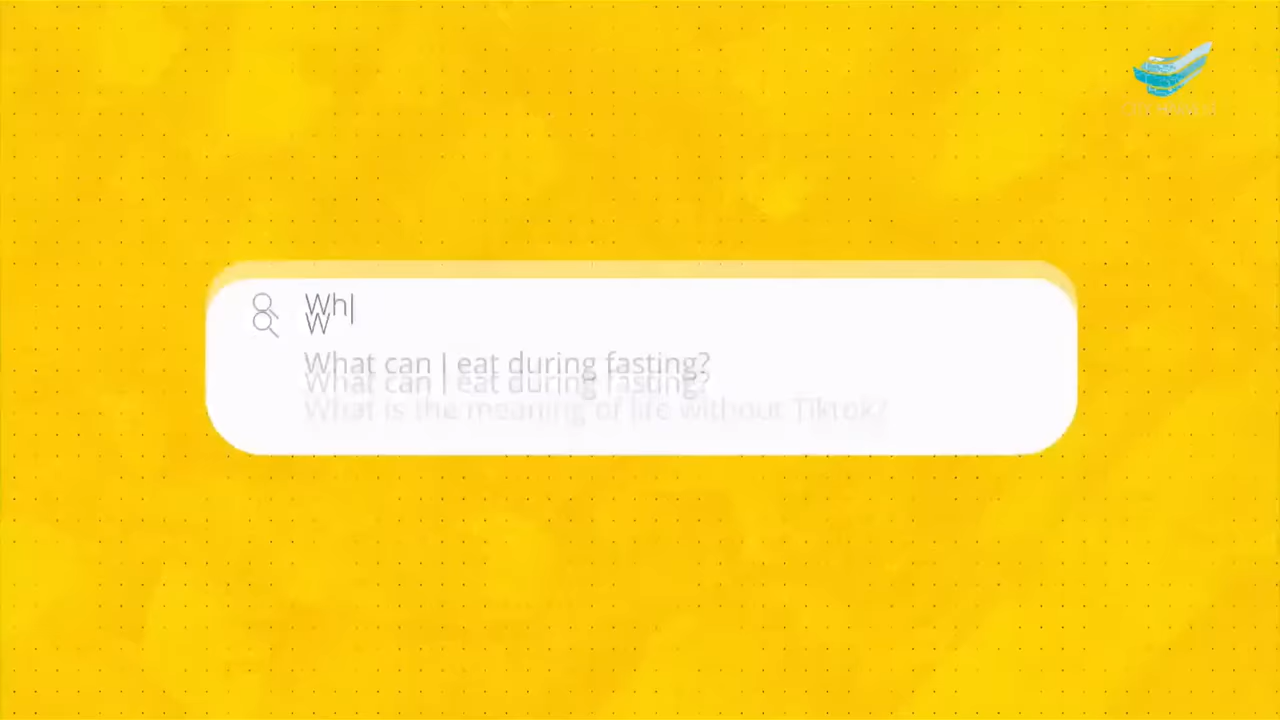 Wh|
W
What can I eat during fasting?
What can I eat during fasting?
What is the meaning of life without Tiktok?